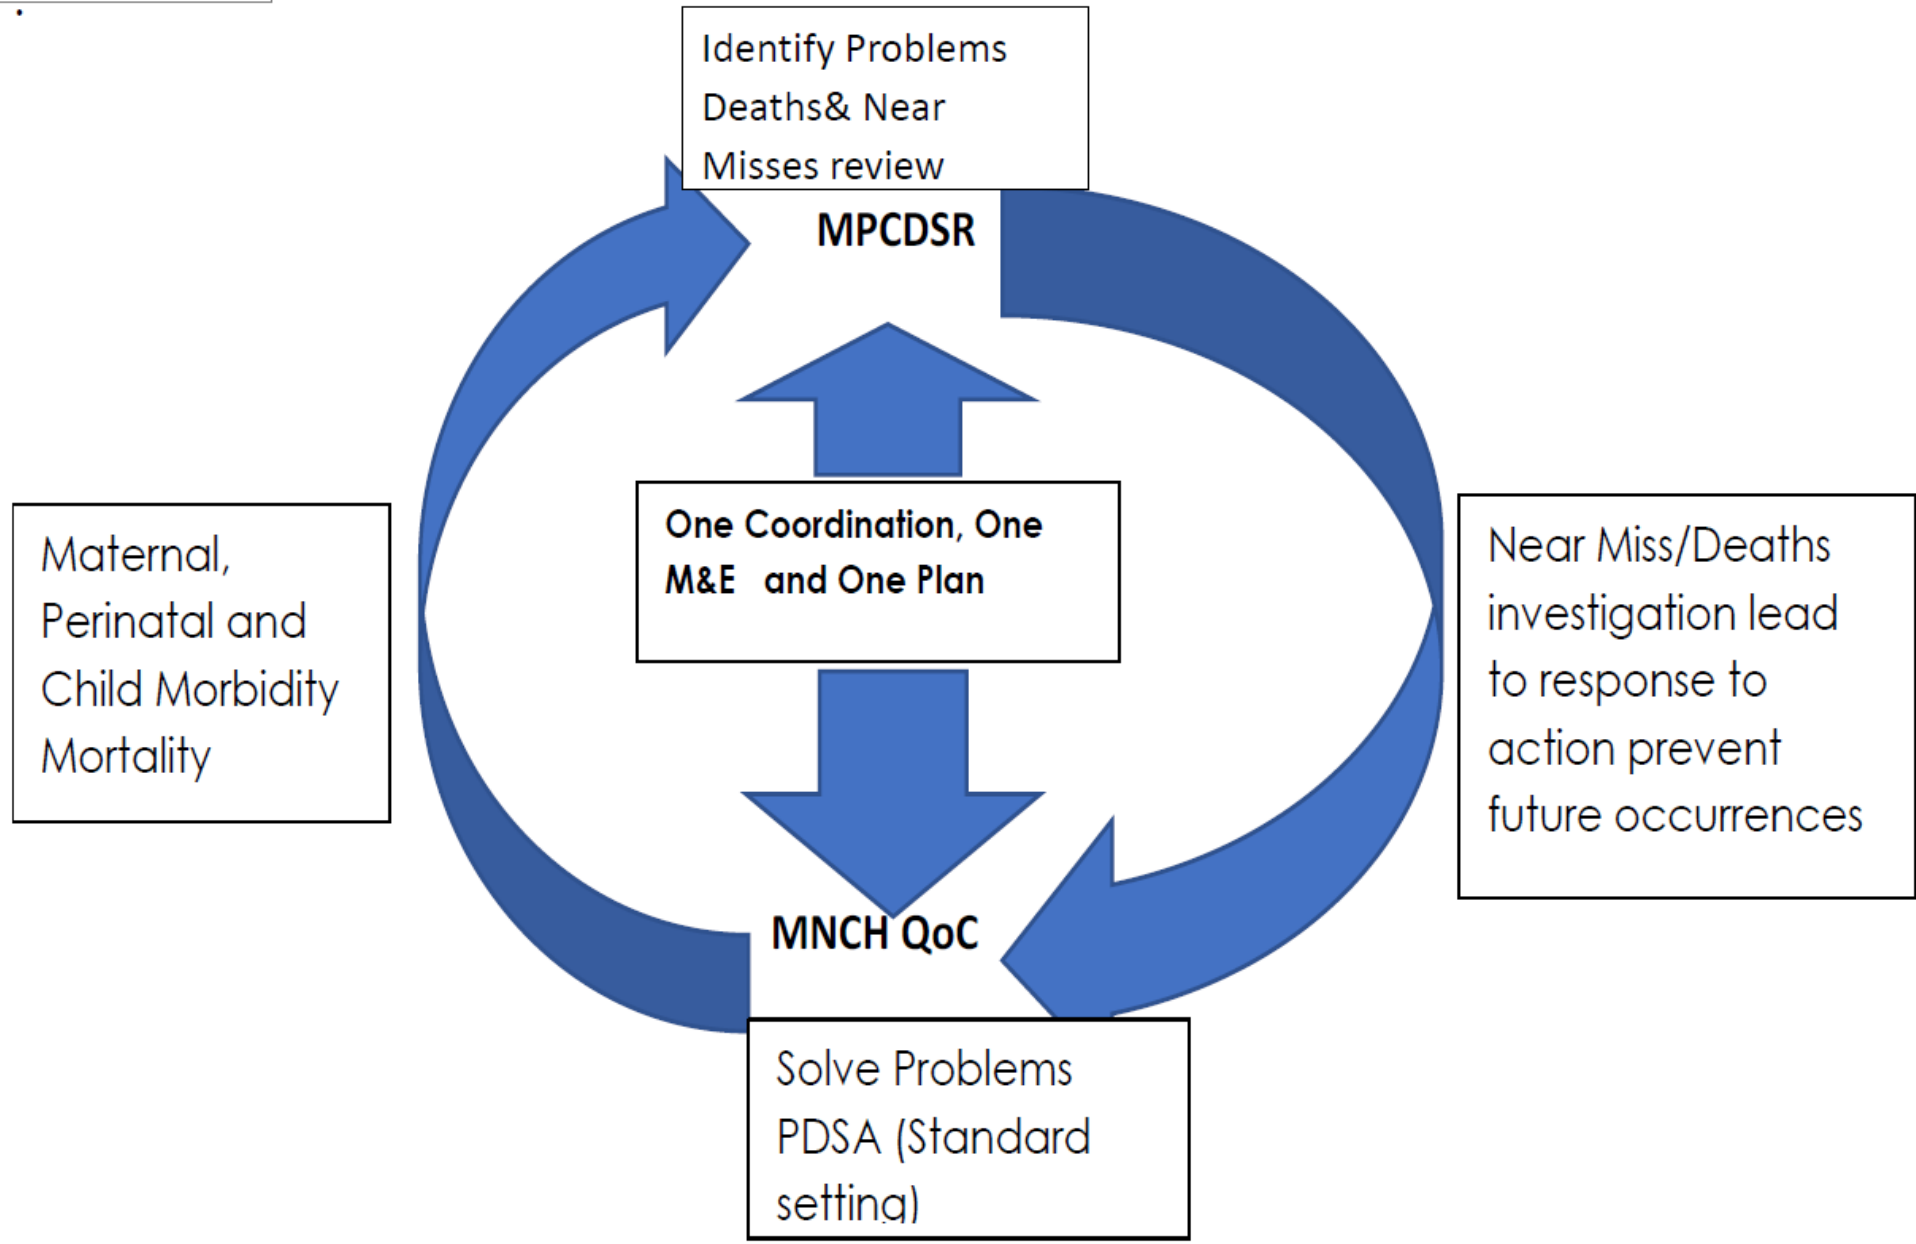 Identify Problems
Deaths& Near
Misses review
MPCDSR
One Coordination, One
M&E and One Plan
Maternal,
Perinatal and
Child Morbidity
Mortality
Near Miss/Deaths
investigation lead
to response to
action prevent
future occurrences
MNCH QoC
Solve Problems
PDSA (Standard
setting)